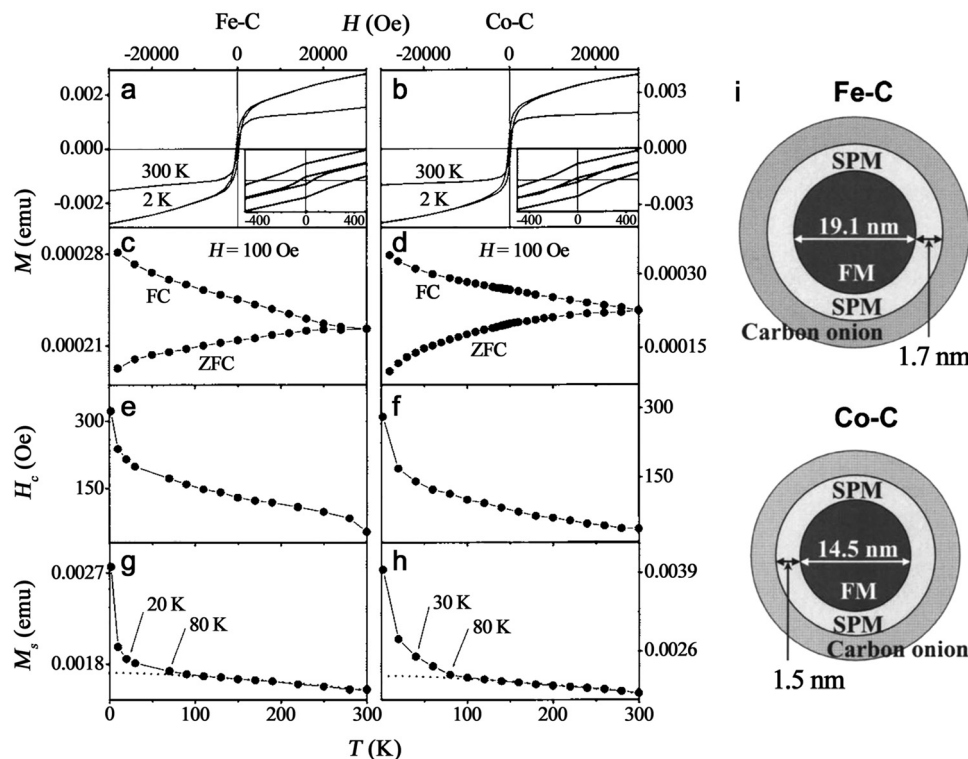 Fe-C H (Oe) Co-C
-20000 0 20000 -20000 0 20000
a
0.002
0.000
-0.002
300 K
2 K
-400 0 400
b
0.003
0.000
-0.003
300 K
2 K
-400 0 400
M (emu)
c
H = 100 Oe
0.00028
0.00021
FC
ZFC
d
H = 100 Oe
0.00030
0.00015
FC
ZFC
H_c (Oe)
e
300
150
f
300
150
M_s (emu)
g
0.0027
0.0018
20 K
80 K
h
0.0039
0.0026
30 K
80 K
0 100 200 300 0 100 200 300
T (K)
i
Fe-C
SPM
19.1 nm
FM
SPM
Carbon onion
1.7 nm
Co-C
SPM
14.5 nm
FM
SPM
Carbon onion
1.5 nm